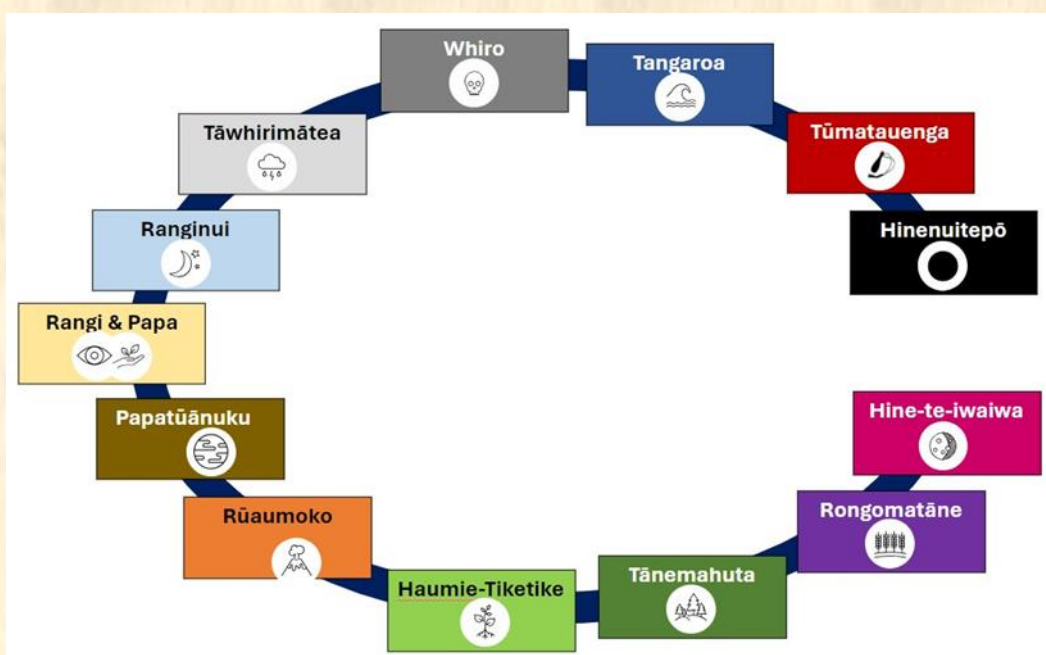 Whiro
Tangaroa
Tāwhirimātea
Tūmatauenga
Ranginui
Hinenuitepō
Rangi & Papa
Papatūānuku
Hine-te-iwaiwa
Rūaumoko
Rongomatāne
Haumie-Tiketike
Tānemahuta